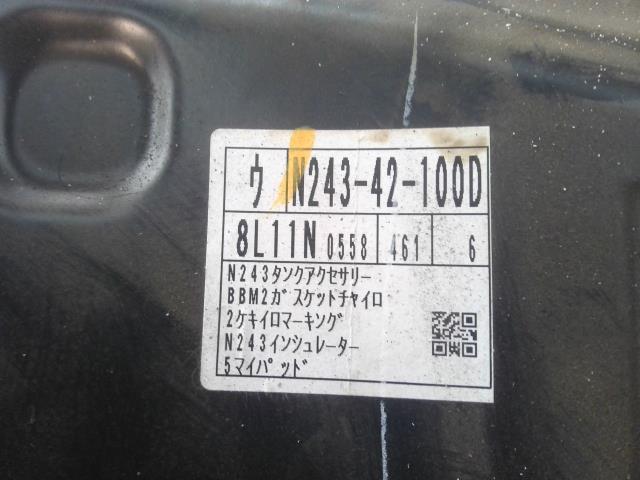 ウ N243-42-100D
8L11N 0558 461 6
N243タンクアクセサリー
BBM2ガスケットチャイロ
2ケキイロマーキング
N243インシュレーター
5マイパッド